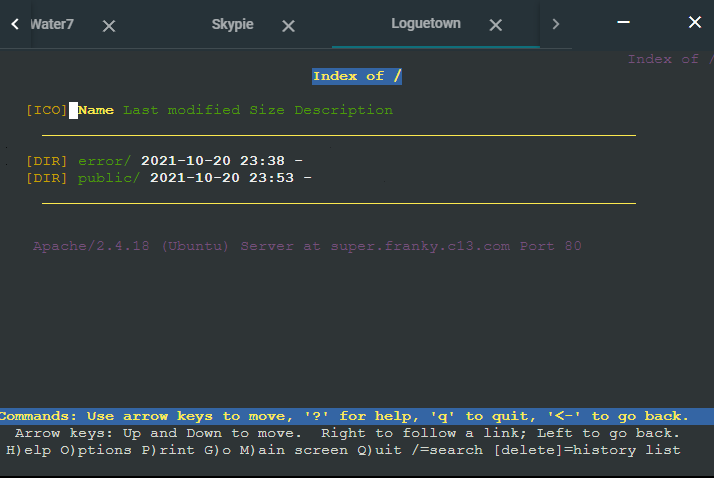 Water7
Skypie
Loguetown
Index of /
Index of /
[ICO] Name Last modified Size Description
[DIR] error/ 2021-10-20 23:38 -
[DIR] public/ 2021-10-20 23:53 -
Apache/2.4.18 (Ubuntu) Server at super.franky.c13.com Port 80
Commands: Use arrow keys to move, '?' for help, 'q' to quit, '<-' to go back.
Arrow keys: Up and Down to move.  Right to follow a link; Left to go back.
H)elp O)ptions P)rint G)o M)ain screen Q)uit /=search [delete]=history list